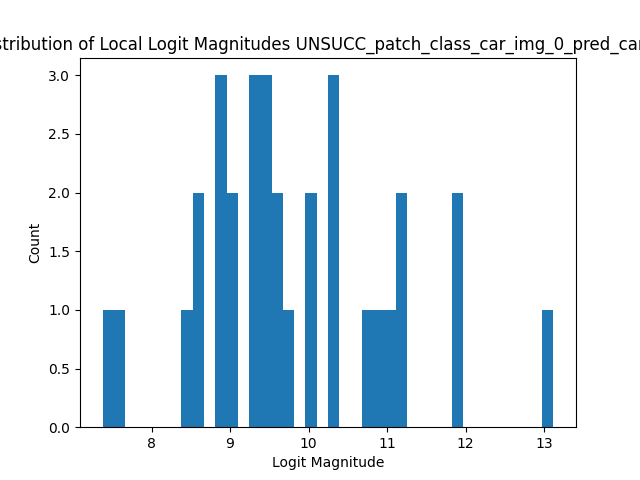 stribution of Local Logit Magnitudes UNSUCC_patch_class_car_img_0_pred_car
3.0
2.5
2.0
1.5
1.0
0.5
0.0
Count
8 9 10 11 12 13
Logit Magnitude